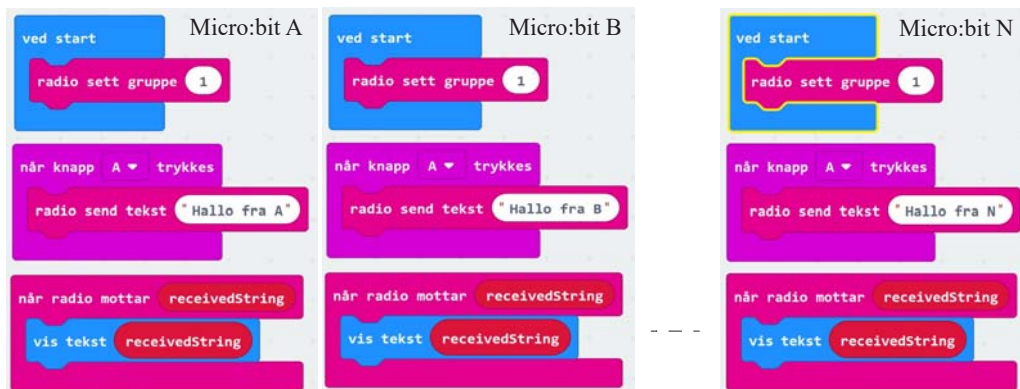 Micro:bit A
ved start
radio sett gruppe 1
når knapp A trykkes
radio send tekst "Hallo fra A"
når radio mottar receivedString
vis tekst receivedString
Micro:bit B
ved start
radio sett gruppe 1
når knapp A trykkes
radio send tekst "Hallo fra B"
når radio mottar receivedString
vis tekst receivedString
Micro:bit N
ved start
radio sett gruppe 1
når knapp A trykkes
radio send tekst "Hallo fra N"
når radio mottar receivedString
vis tekst receivedString